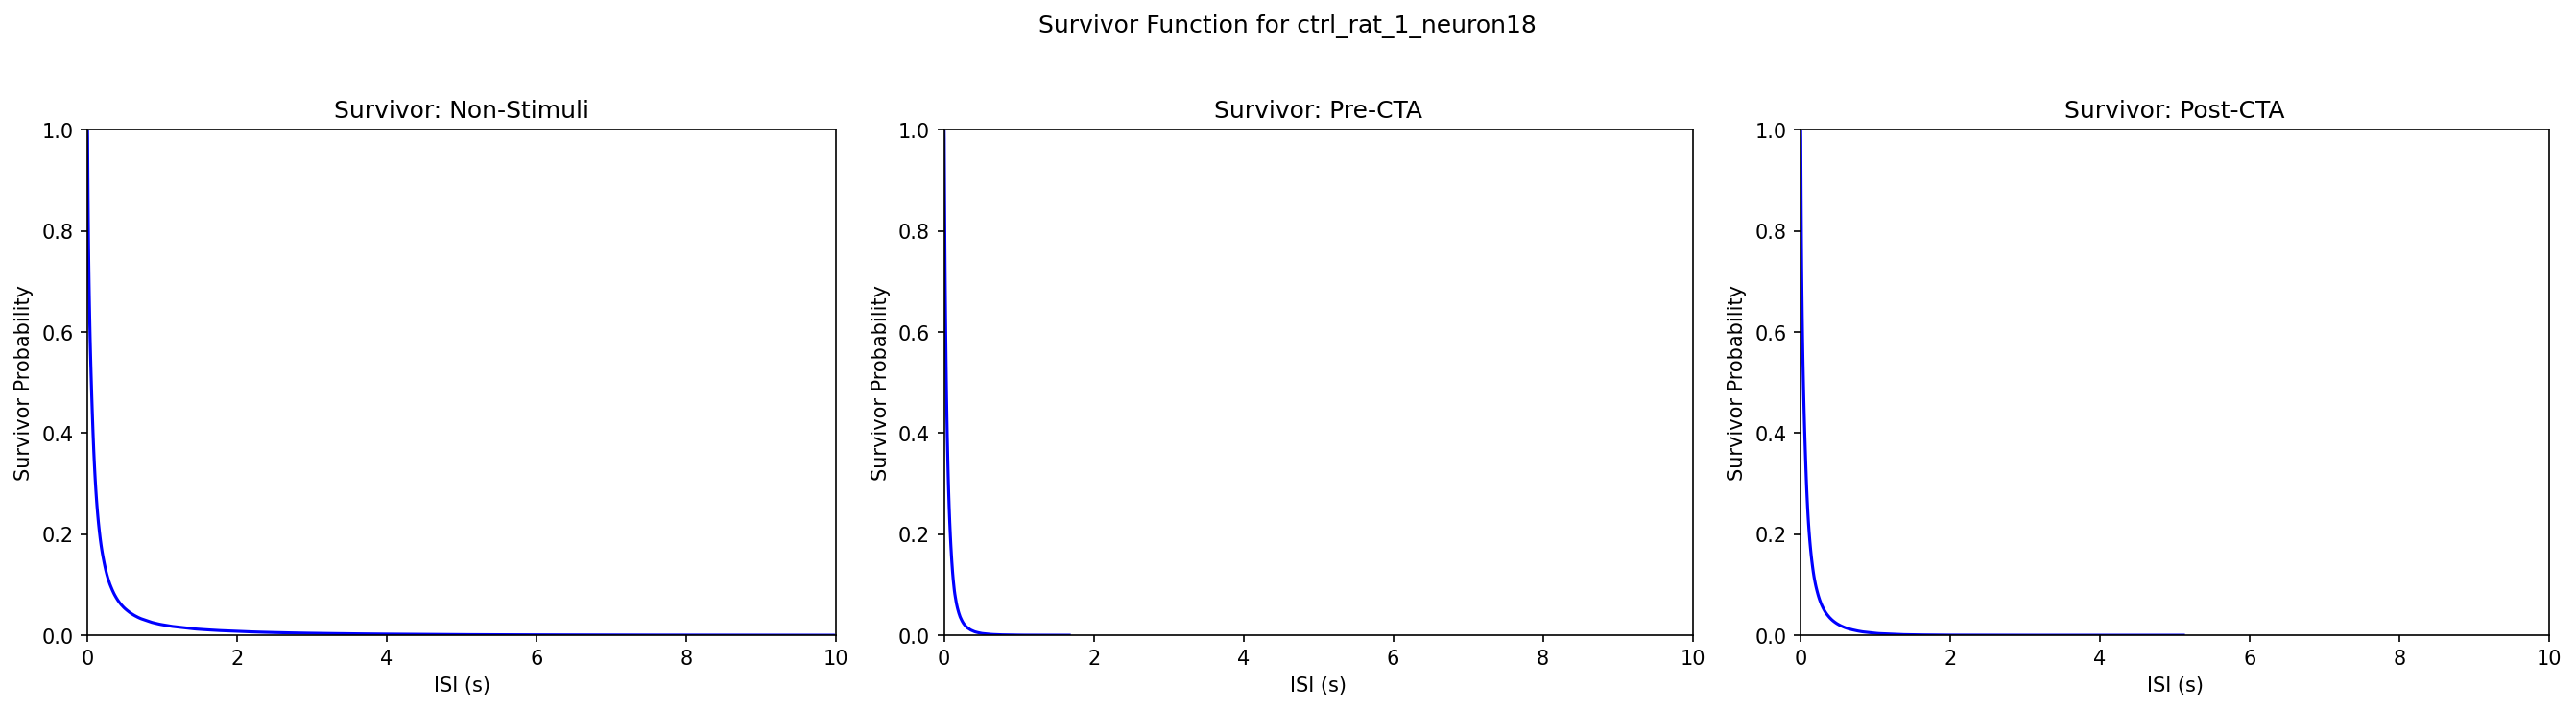 Survivor Function for ctrl_rat_1_neuron18
Survivor: Non-Stimuli
Survivor Probability
1.0
0.8
0.6
0.4
0.2
0.0
0 2 4 6 8 10
ISI (s)
Survivor: Pre-CTA
Survivor Probability
1.0
0.8
0.6
0.4
0.2
0.0
0 2 4 6 8 10
ISI (s)
Survivor: Post-CTA
Survivor Probability
1.0
0.8
0.6
0.4
0.2
0.0
0 2 4 6 8 10
ISI (s)